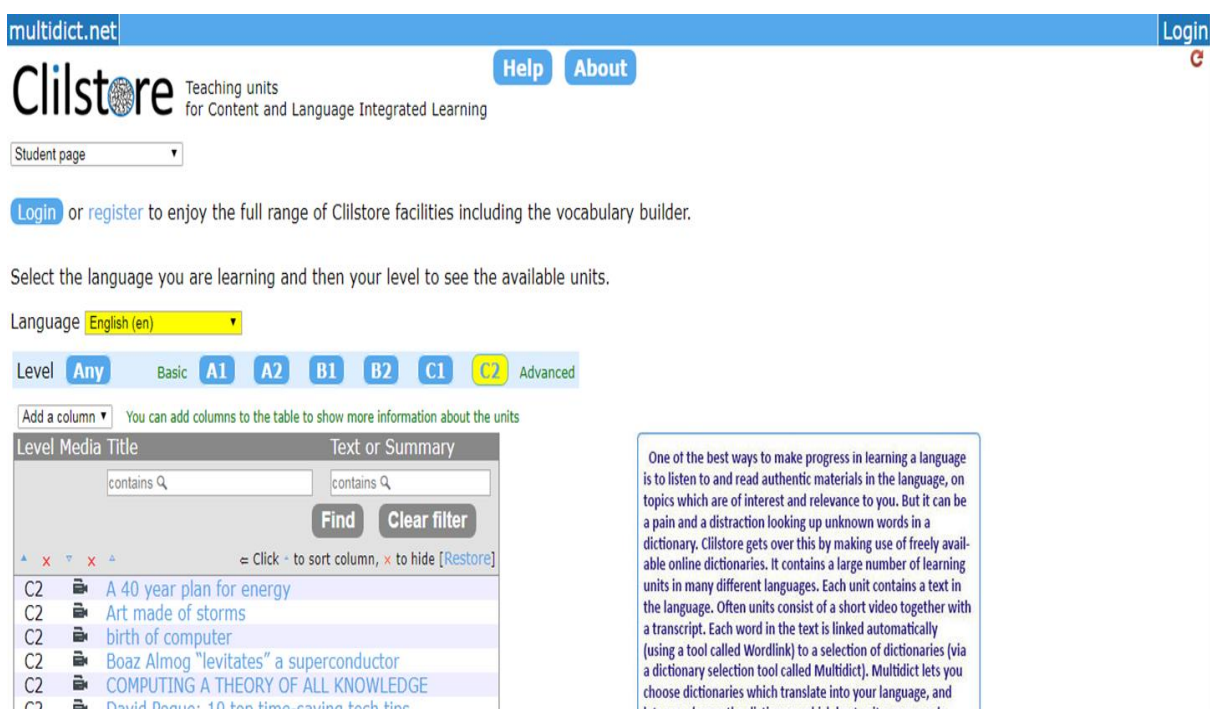 multidict.net Login
Help About
Clilstore Teaching units
for Content and Language Integrated Learning
Student page
Login or register to enjoy the full range of Clilstore facilities including the vocabulary builder.
Select the language you are learning and then your level to see the available units.
Language English (en)
Level Any Basic A1 A2 B1 B2 C1 C2 Advanced
Add a column You can add columns to the table to show more information about the units
Level Media Title Text or Summary
contains contains
Find Clear filter
x x ⇐ Click to sort column, x to hide [Restore]
C2 A 40 year plan for energy
C2 Art made of storms
C2 birth of computer
C2 Boaz Almog "levitates" a superconductor
C2 COMPUTING A THEORY OF ALL KNOWLEDGE
C2 David Pogue: 10 top time-saving tech tips
One of the best ways to make progress in learning a language
is to listen to and read authentic materials in the language, on
topics which are of interest and relevance to you. But it can be
a pain and a distraction looking up unknown words in a
dictionary. Clilstore gets over this by making use of freely avail-
able online dictionaries. It contains a large number of learning
units in many different languages. Each unit contains a text in
the language. Often units consist of a short video together with
a transcript. Each word in the text is linked automatically
(using a tool called Wordlink) to a selection of dictionaries (via
a dictionary selection tool called Multidict). Multidict lets you
choose dictionaries which translate into your language, and